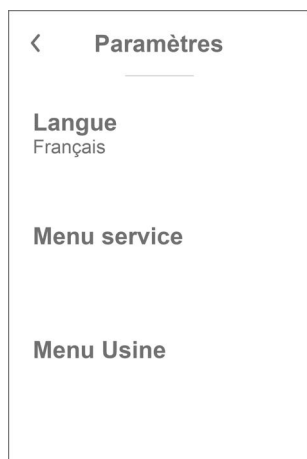 Paramètres
Langue
Français
Menu service
Menu Usine